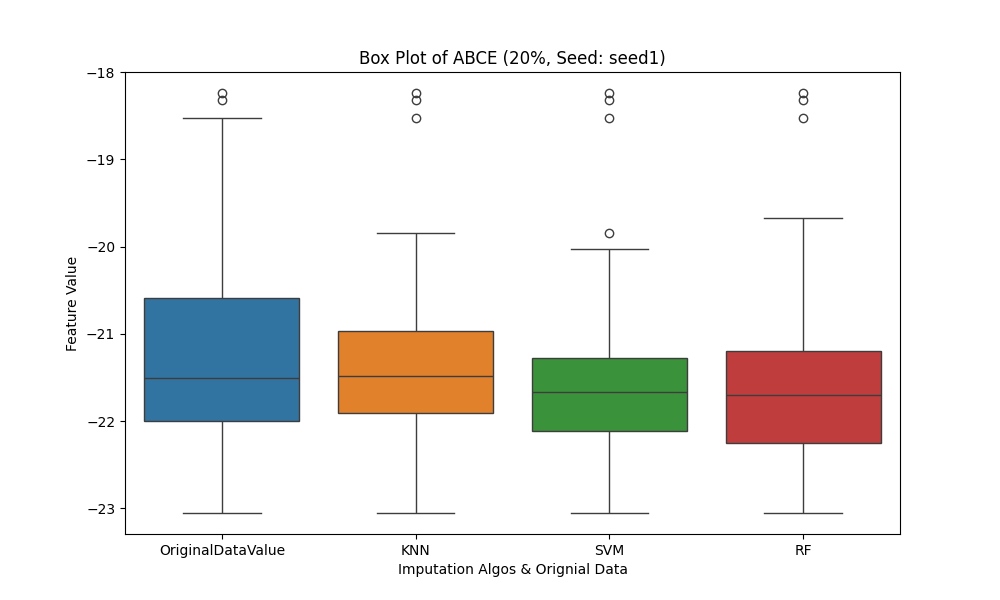 Box Plot of ABCE (20%, Seed: seed1)
−18
−19
−20
−21
−22
−23
Feature Value
OriginalDataValue KNN SVM RF
Imputation Algos & Orignial Data